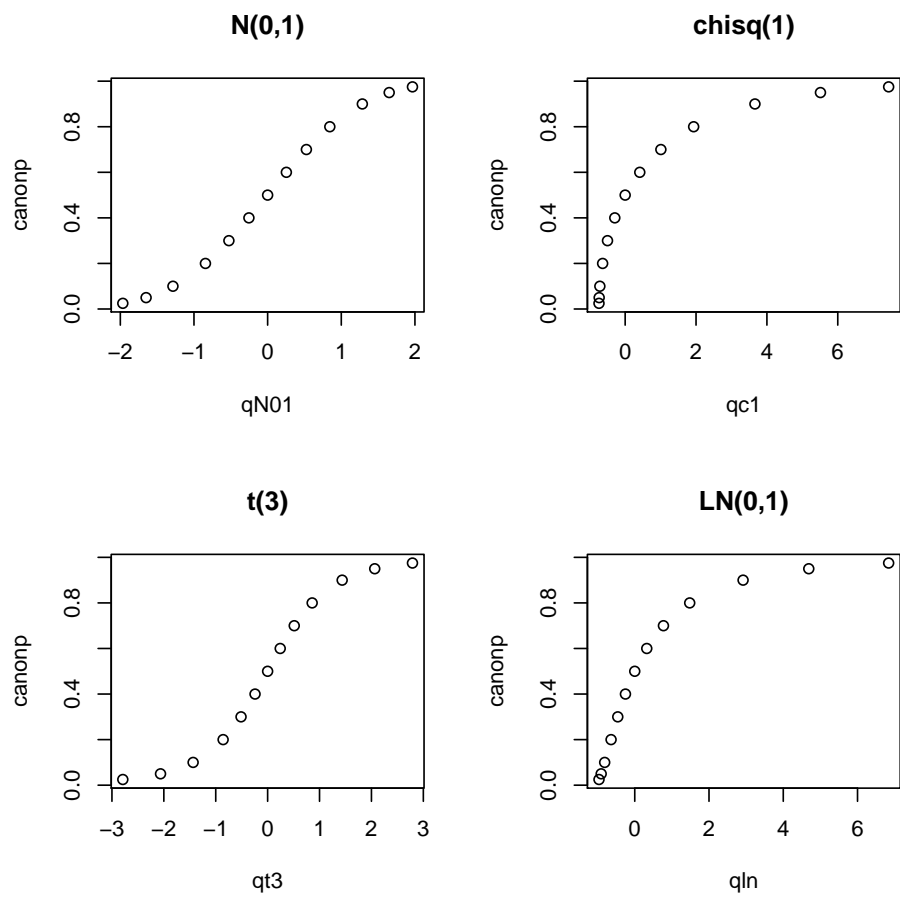 N(0,1)
canonp
0.0 0.4 0.8
−2 −1 0 1 2
qN01
chisq(1)
canonp
0.0 0.4 0.8
0 2 4 6
qc1
t(3)
canonp
0.0 0.4 0.8
−3 −2 −1 0 1 2 3
qt3
LN(0,1)
canonp
0.0 0.4 0.8
0 2 4 6
qln